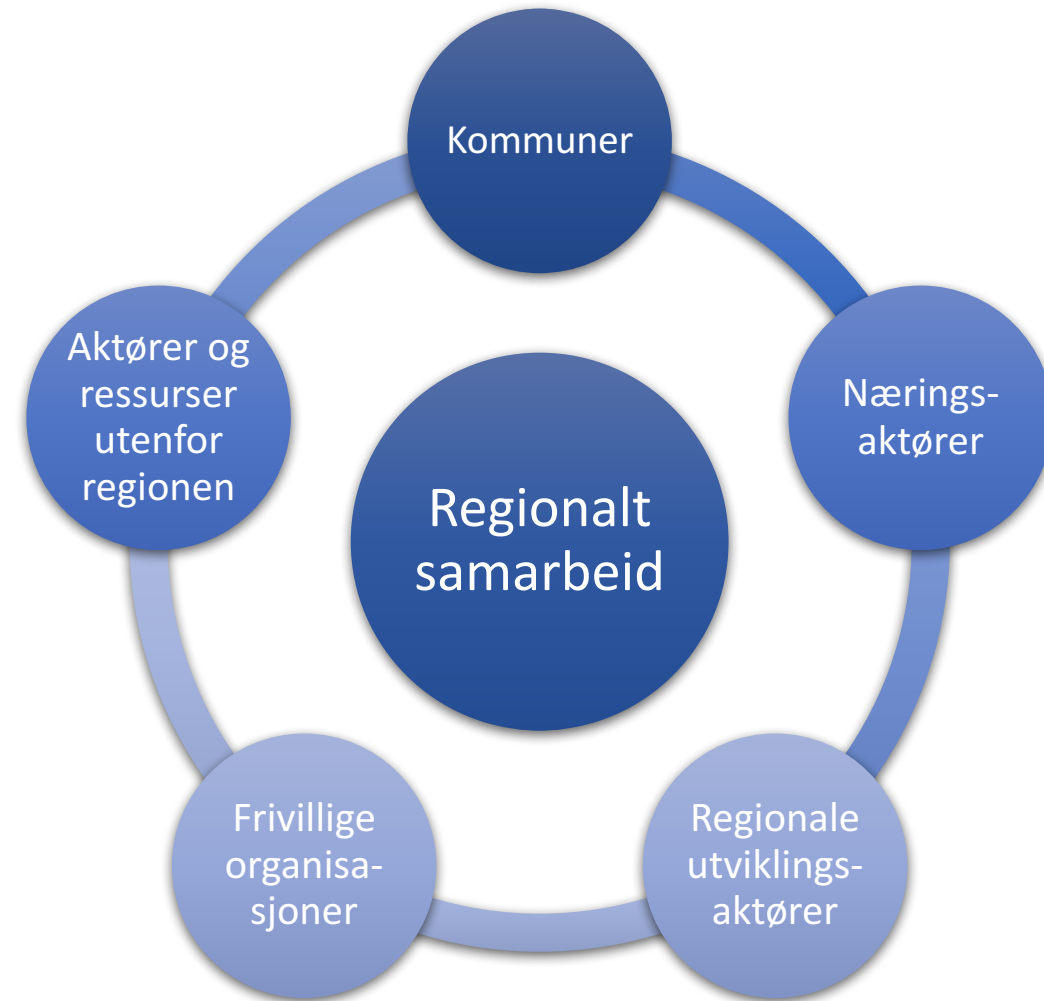 Kommuner
Nærings-
aktører
Regionale
utviklings-
aktører
Frivillige
organisa-
sjoner
Aktører og
ressurser
utenfor
regionen
Regionalt
samarbeid